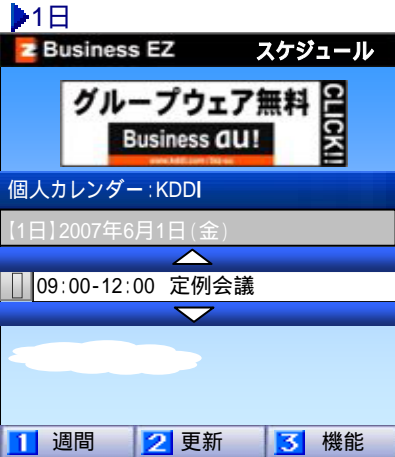 1日
Business EZ スケジュール
グループウェア無料
Business au!
CLICK!!
個人カレンダー:KDDI
【1日】2007年6月1日(金)
09:00-12:00 定例会議
1 週間 2 更新 3 機能